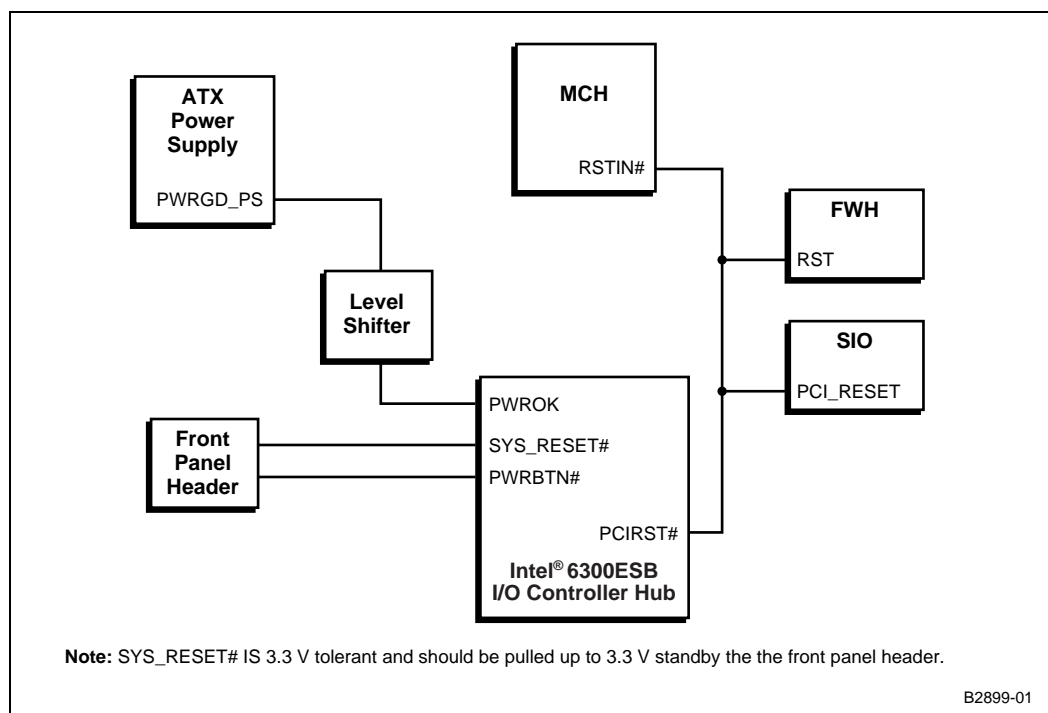 ATX
Power
Supply
PWRGD_PS
MCH
RSTIN#
FWH
RST
Level
Shifter
SIO
PCI_RESET
Front
Panel
Header
PWROK
SYS_RESET#
PWRBTN#
PCIRST#
Intel® 6300ESB
I/O Controller Hub
Note: SYS_RESET# IS 3.3 V tolerant and should be pulled up to 3.3 V standby the the front panel header.
B2899-01